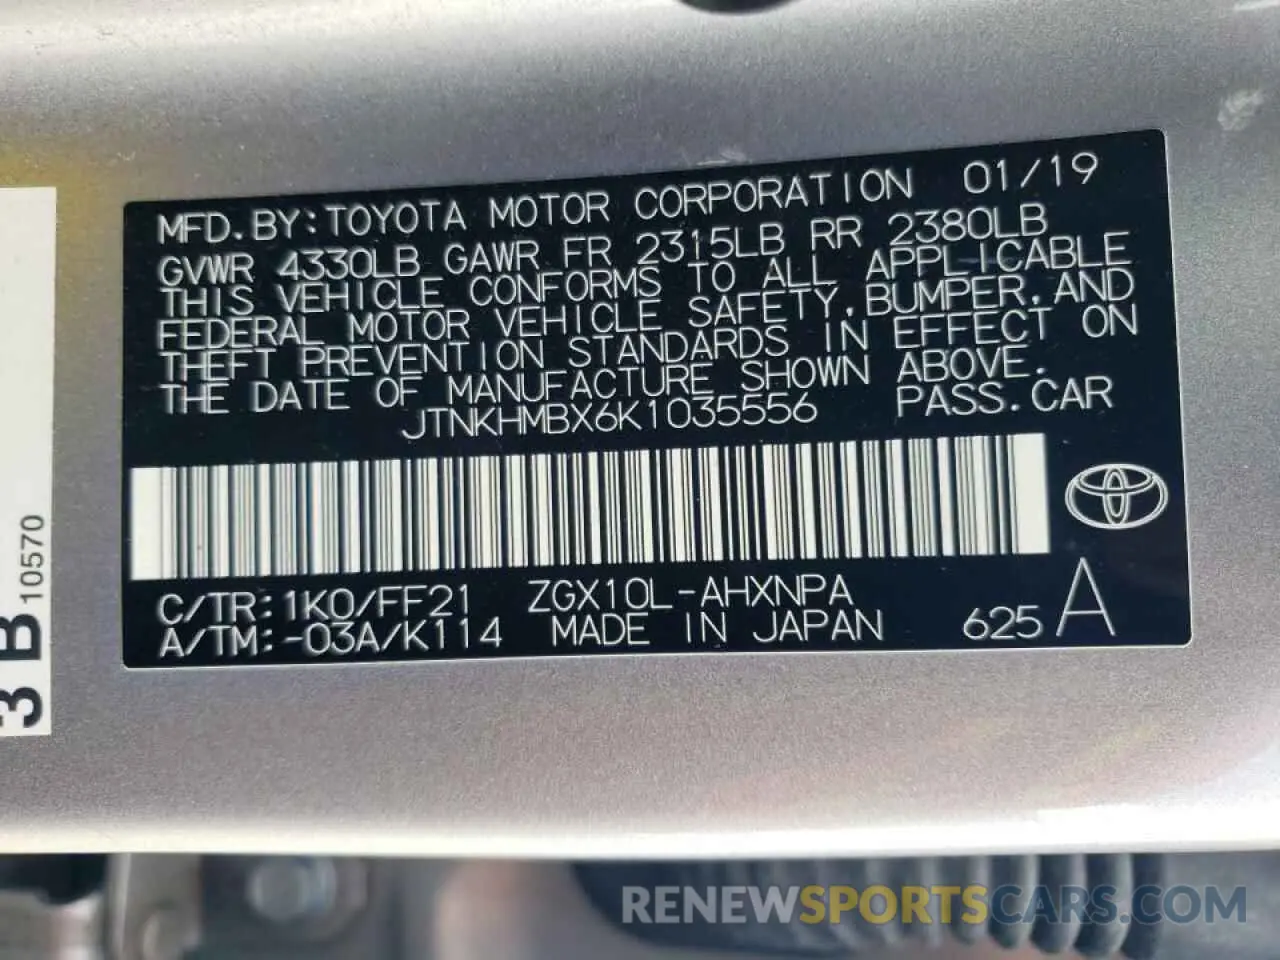 MFD.BY:TOYOTA MOTOR CORPORATION 01/19
GVWR 4330LB GAWR FR 2315LB RR 2380LB
THIS VEHICLE CONFORMS TO ALL APPLICABLE
FEDERAL MOTOR VEHICLE SAFETY,BUMPER,AND
THEFT PREVENTION STANDARDS IN EFFECT ON
THE DATE OF MANUFACTURE SHOWN ABOVE.
JTNKHMBX6K1035556 PASS.CAR
C/TR:1K0/FF21 ZGX10L-AHXNPA
A/TM:-03A/K114 MADE IN JAPAN 625 A
3 B 10570
RENEWSPORTSCARS.COM